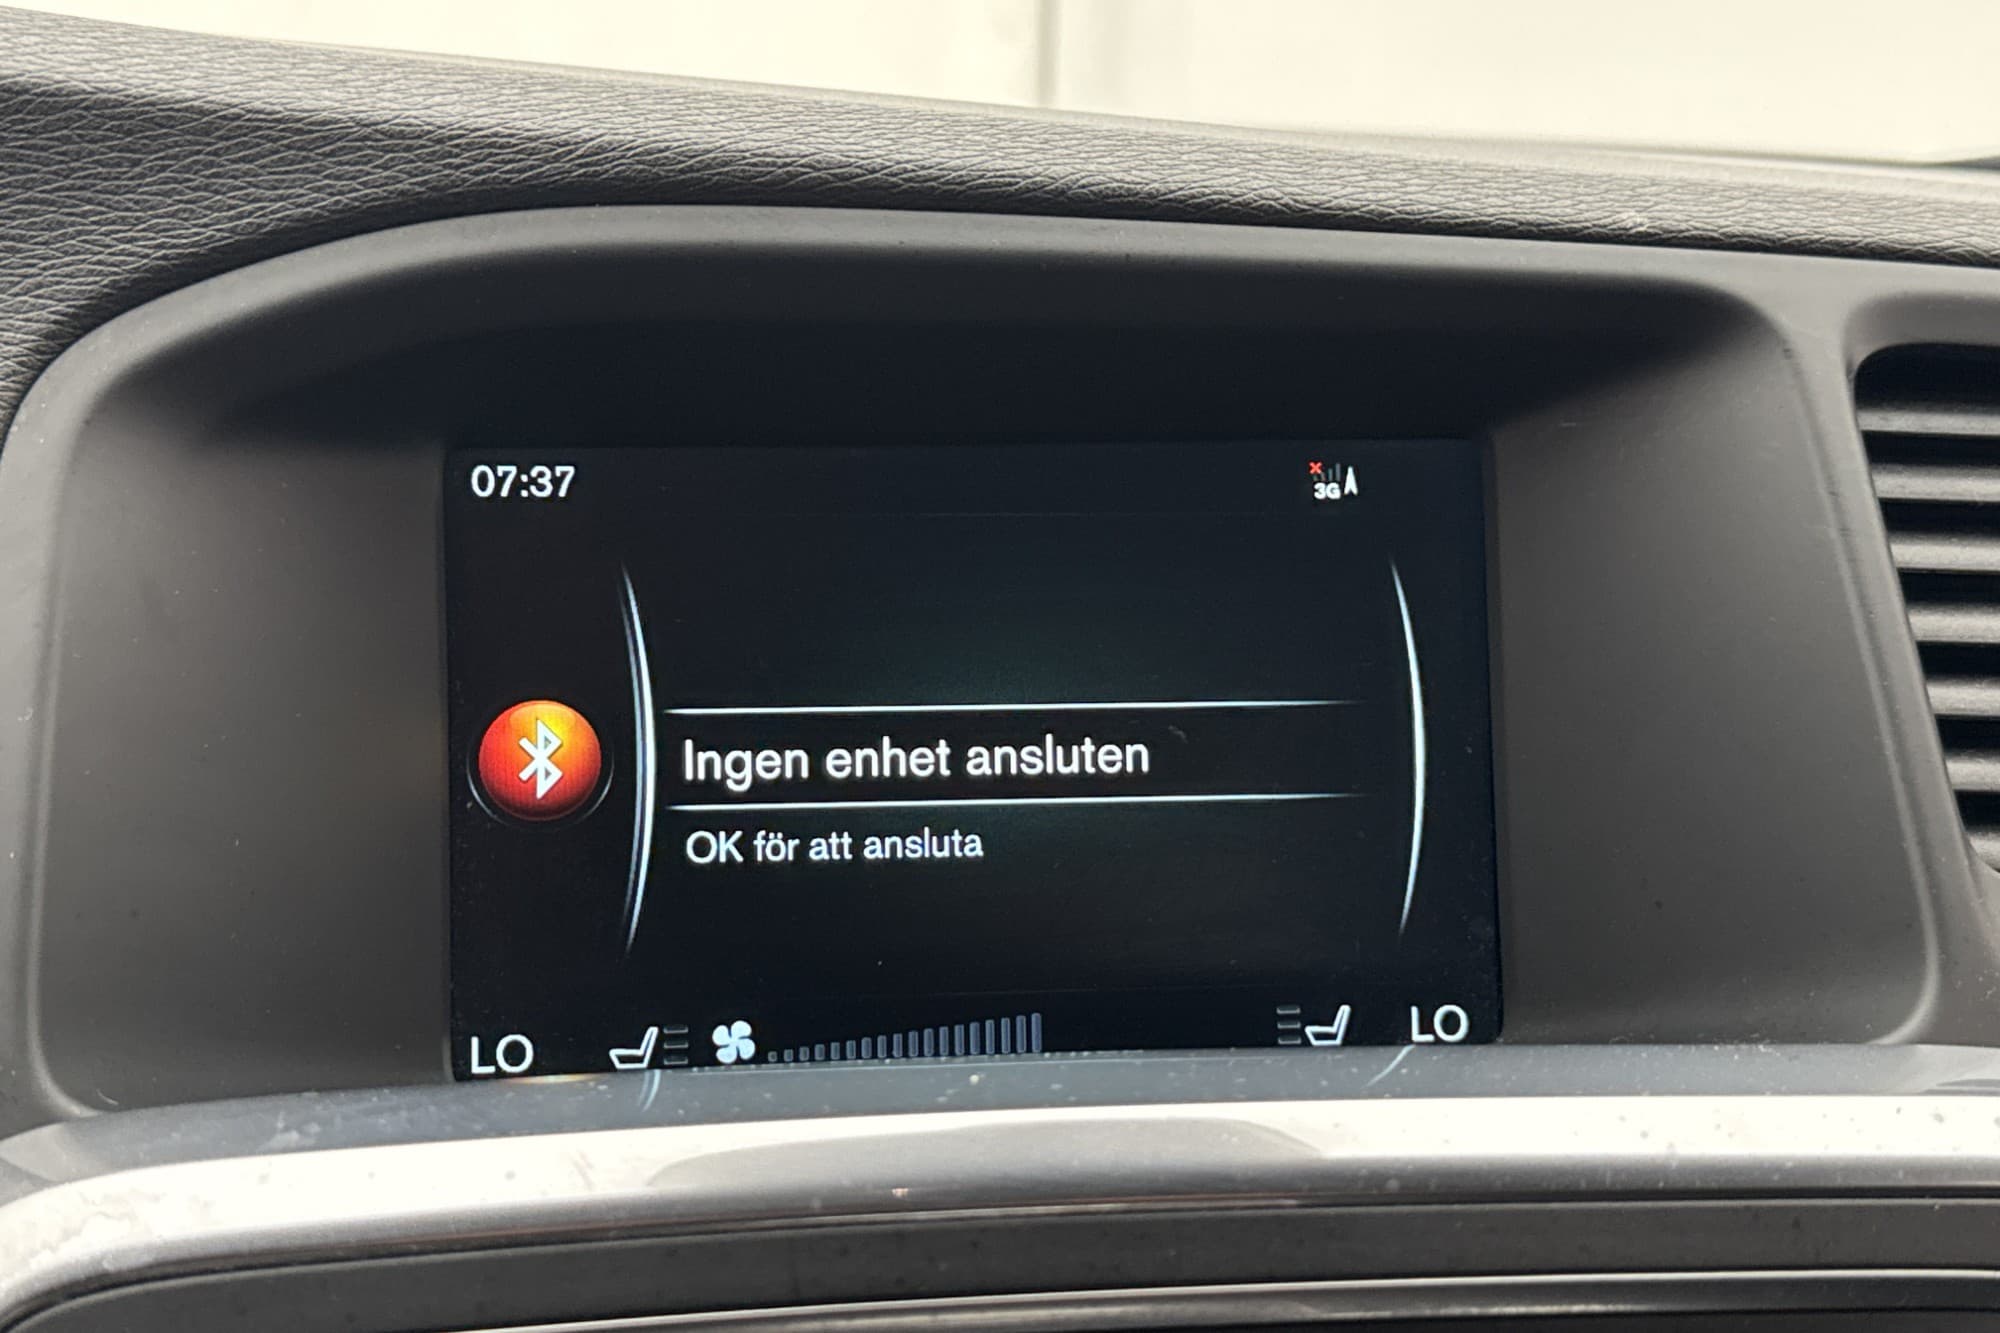 07:37
3G
Ingen enhet ansluten
OK för att ansluta
LO
LO